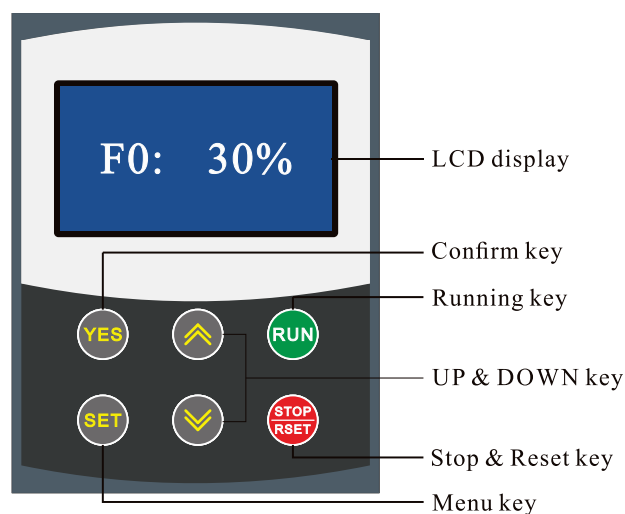 F0: 30%
LCD display
Confirm key
Running key
YES
RUN
UP & DOWN key
SET
STOP
RSET
Stop & Reset key
Menu key